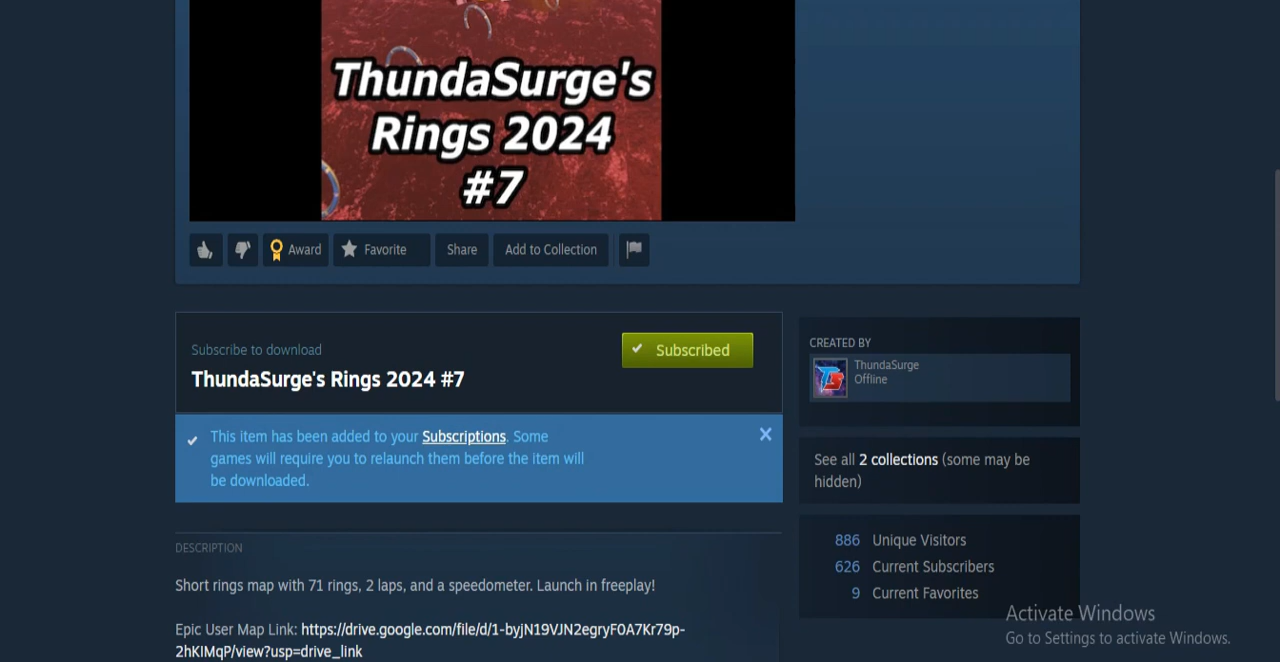 ThundaSurge's
Rings 2024
#7
Award
Favorite
Share
Add to Collection
Subscribe to download
ThundaSurge's Rings 2024 #7
Subscribed
This item has been added to your Subscriptions. Some
games will require you to relaunch them before the item will
be downloaded.
DESCRIPTION
Short rings map with 71 rings, 2 laps, and a speedometer. Launch in freeplay!
Epic User Map Link: https://drive.google.com/file/d/1-byjN19VJN2egryF0A7Kr79p-
2hKIMqP/view?usp=drive_link
CREATED BY
TS
ThundaSurge
Offline
See all 2 collections (some may be
hidden)
886 Unique Visitors
626 Current Subscribers
9 Current Favorites
Activate Windows
Go to Settings to activate Windows.